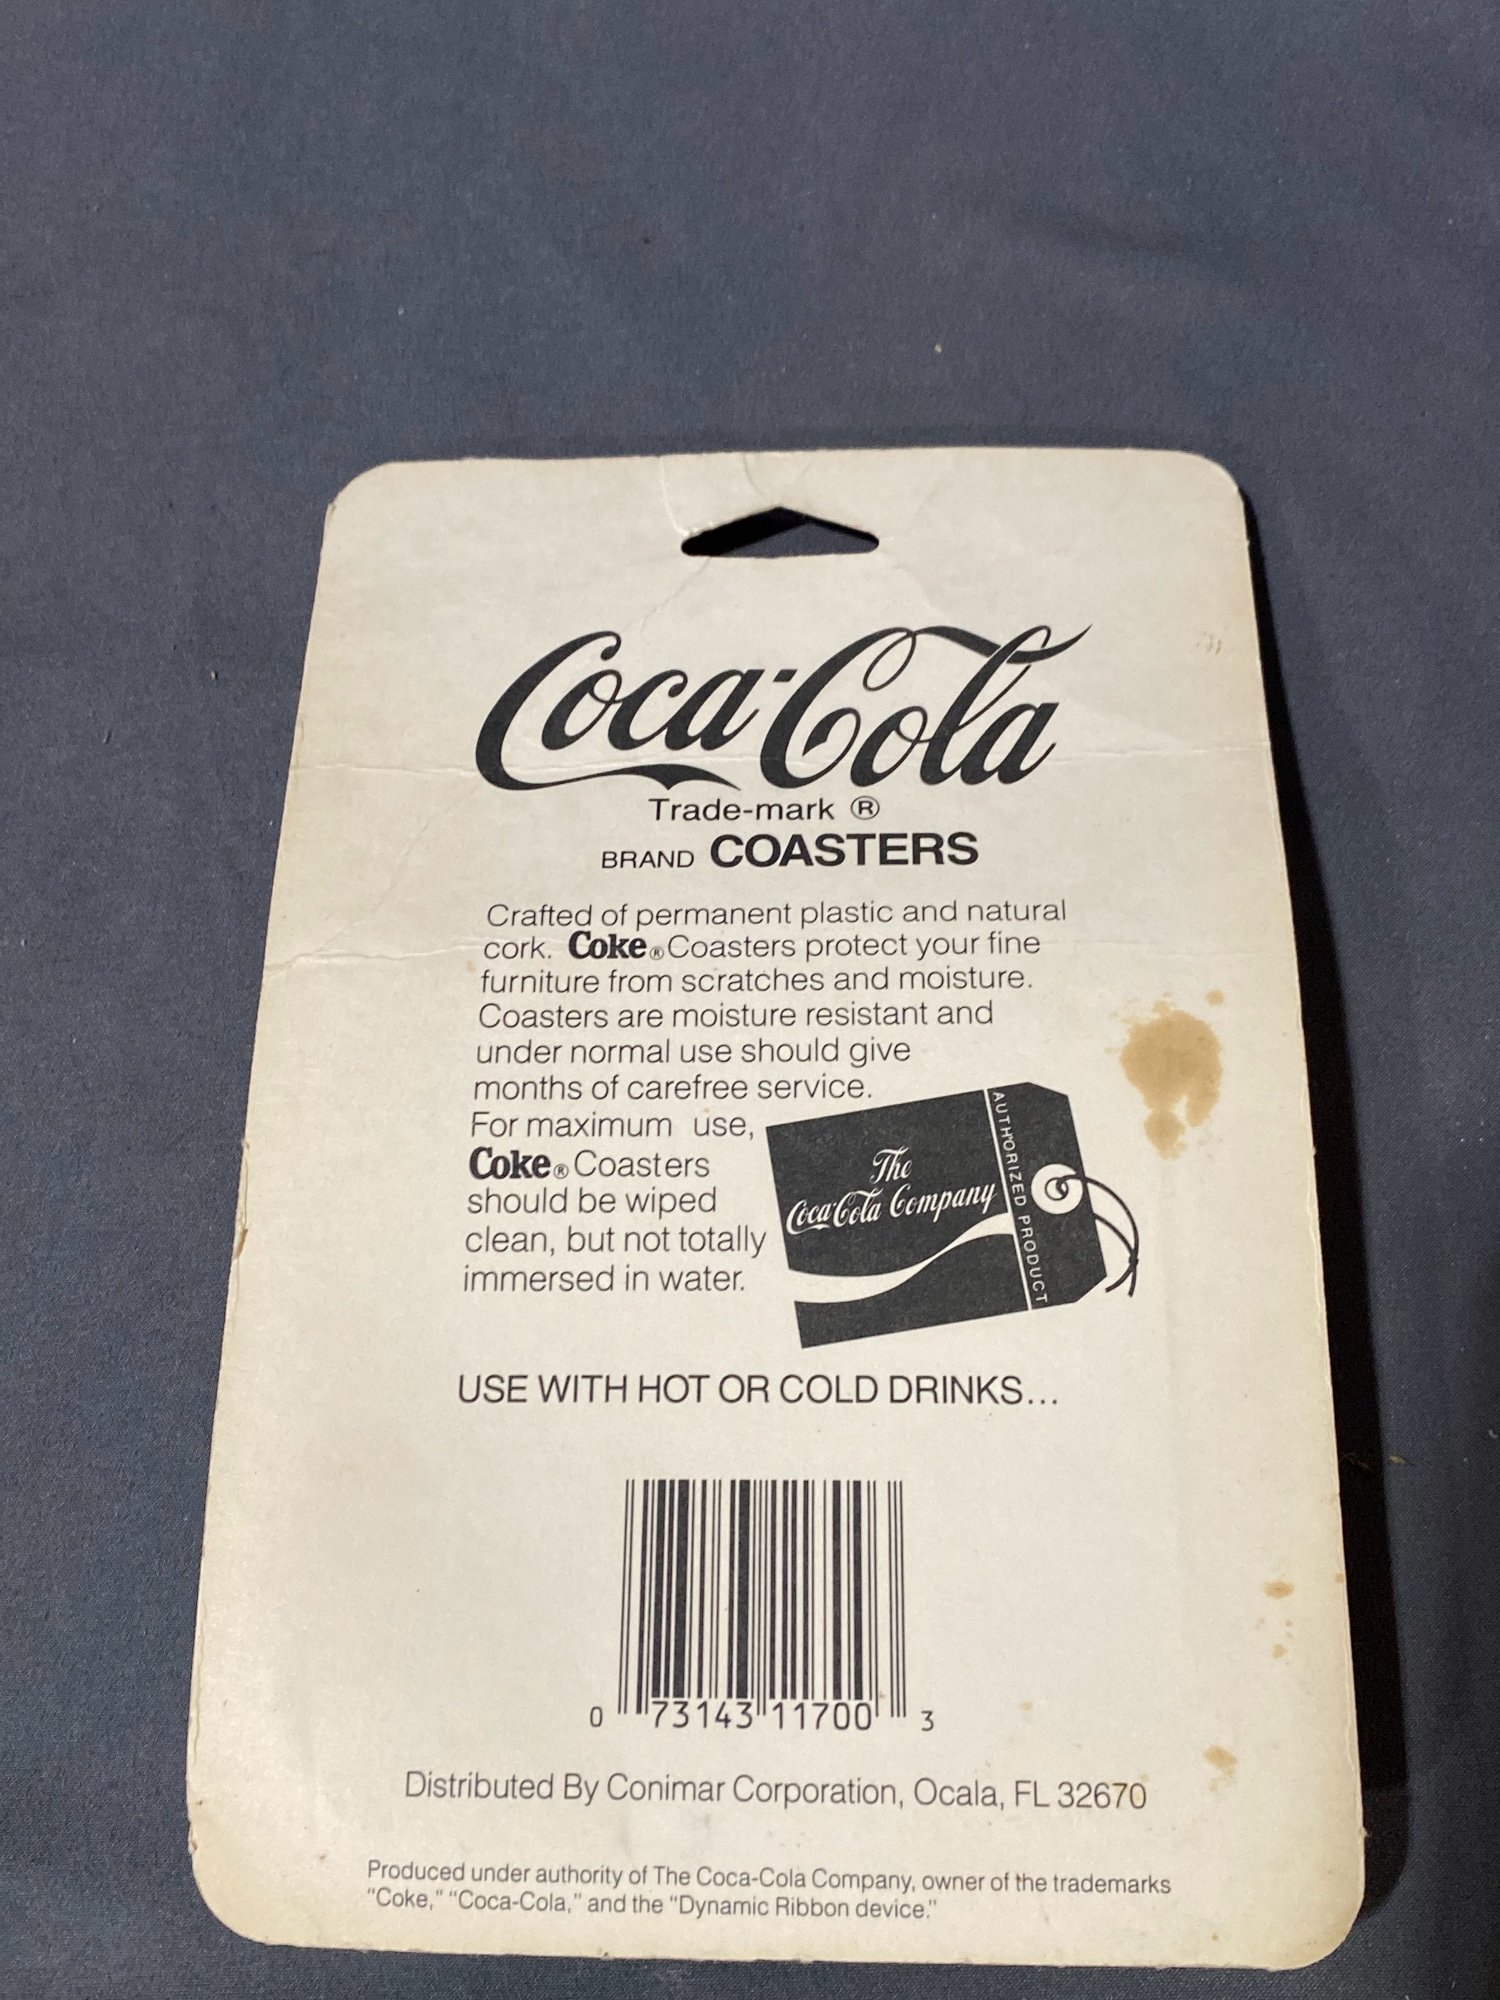 Coca-Cola
Trade-mark ®
BRAND COASTERS
Crafted of permanent plastic and natural
cork. Coke® Coasters protect your fine
furniture from scratches and moisture.
Coasters are moisture resistant and
under normal use should give
months of carefree service.
For maximum use,
Coke® Coasters
should be wiped
clean, but not totally
immersed in water.
The
Coca-Cola Company
AUTHORIZED PRODUCT
USE WITH HOT OR COLD DRINKS...
0 73143 11700 3
Distributed By Conimar Corporation, Ocala, FL 32670
Produced under authority of The Coca-Cola Company, owner of the trademarks
"Coke," "Coca-Cola," and the "Dynamic Ribbon device."